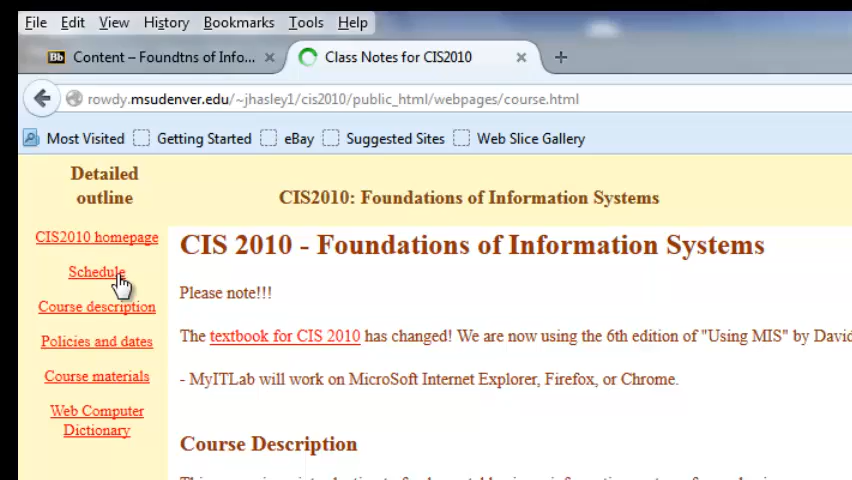 File Edit View History Bookmarks Tools Help
Bb Content – Foundtns of Info... × Class Notes for CIS2010 × +
rowdy.msudenver.edu/~jhasley1/cis2010/public_html/webpages/course.html
Most Visited Getting Started eBay Suggested Sites Web Slice Gallery
Detailed
outline
CIS2010: Foundations of Information Systems
CIS2010 homepage
Schedule
Course description
Policies and dates
Course materials
Web Computer
Dictionary
CIS 2010 - Foundations of Information Systems
Please note!!!
The textbook for CIS 2010 has changed! We are now using the 6th edition of "Using MIS" by David
- MyITLab will work on MicroSoft Internet Explorer, Firefox, or Chrome.
Course Description